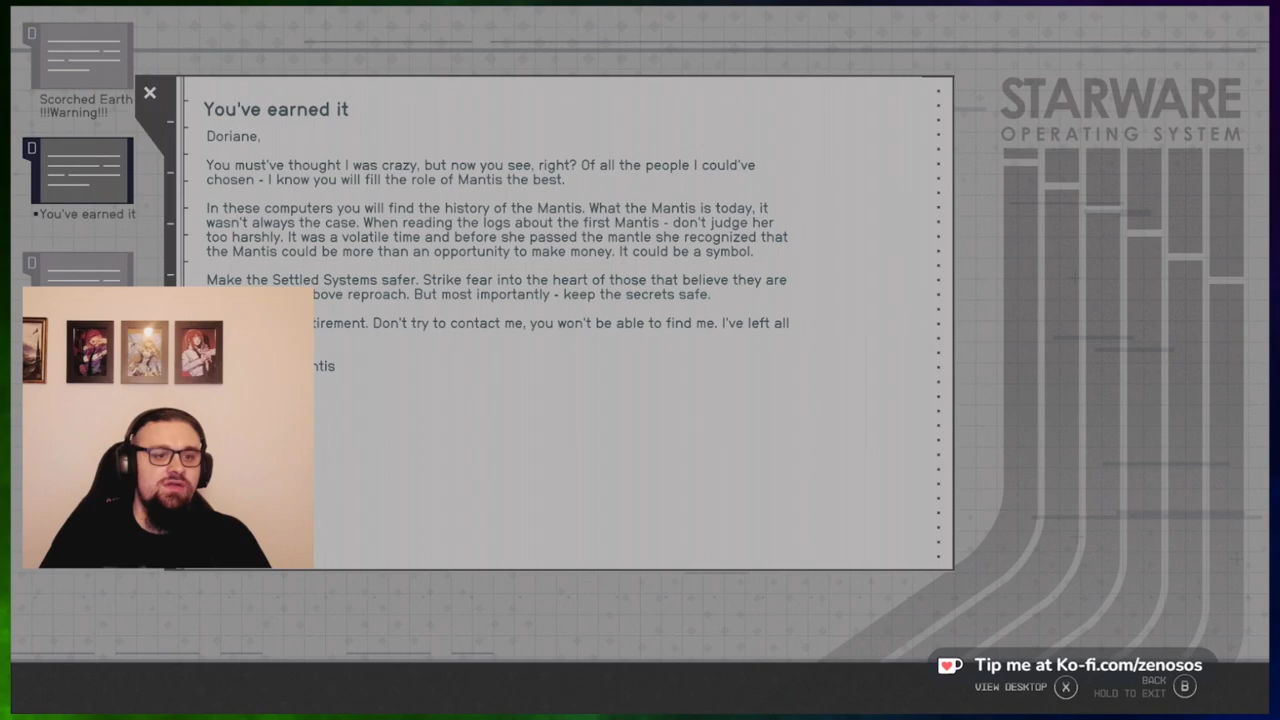 Scorched Earth
!!!Warning!!!
You've earned it
You've earned it
Doriane,
You must've thought I was crazy, but now you see, right? Of all the people I could've
chosen - I know you will fill the role of Mantis the best.
In these computers you will find the history of the Mantis. What the Mantis is today, it
wasn't always the case. When reading the logs about the first Mantis - don't judge her
too harshly. It was a volatile time and before she passed the mantle she recognized that
the Mantis could be more than an opportunity to make money. It could be a symbol.
Make the Settled Systems safer. Strike fear into the heart of those that believe they are
bove reproach. But most importantly - keep the secrets safe.
tirement. Don't try to contact me, you won't be able to find me. I've left all
ntis
STARWARE
OPERATING SYSTEM
Tip me at Ko-fi.com/zenosos
VIEW DESKTOP X
BACK
HOLD TO EXIT B